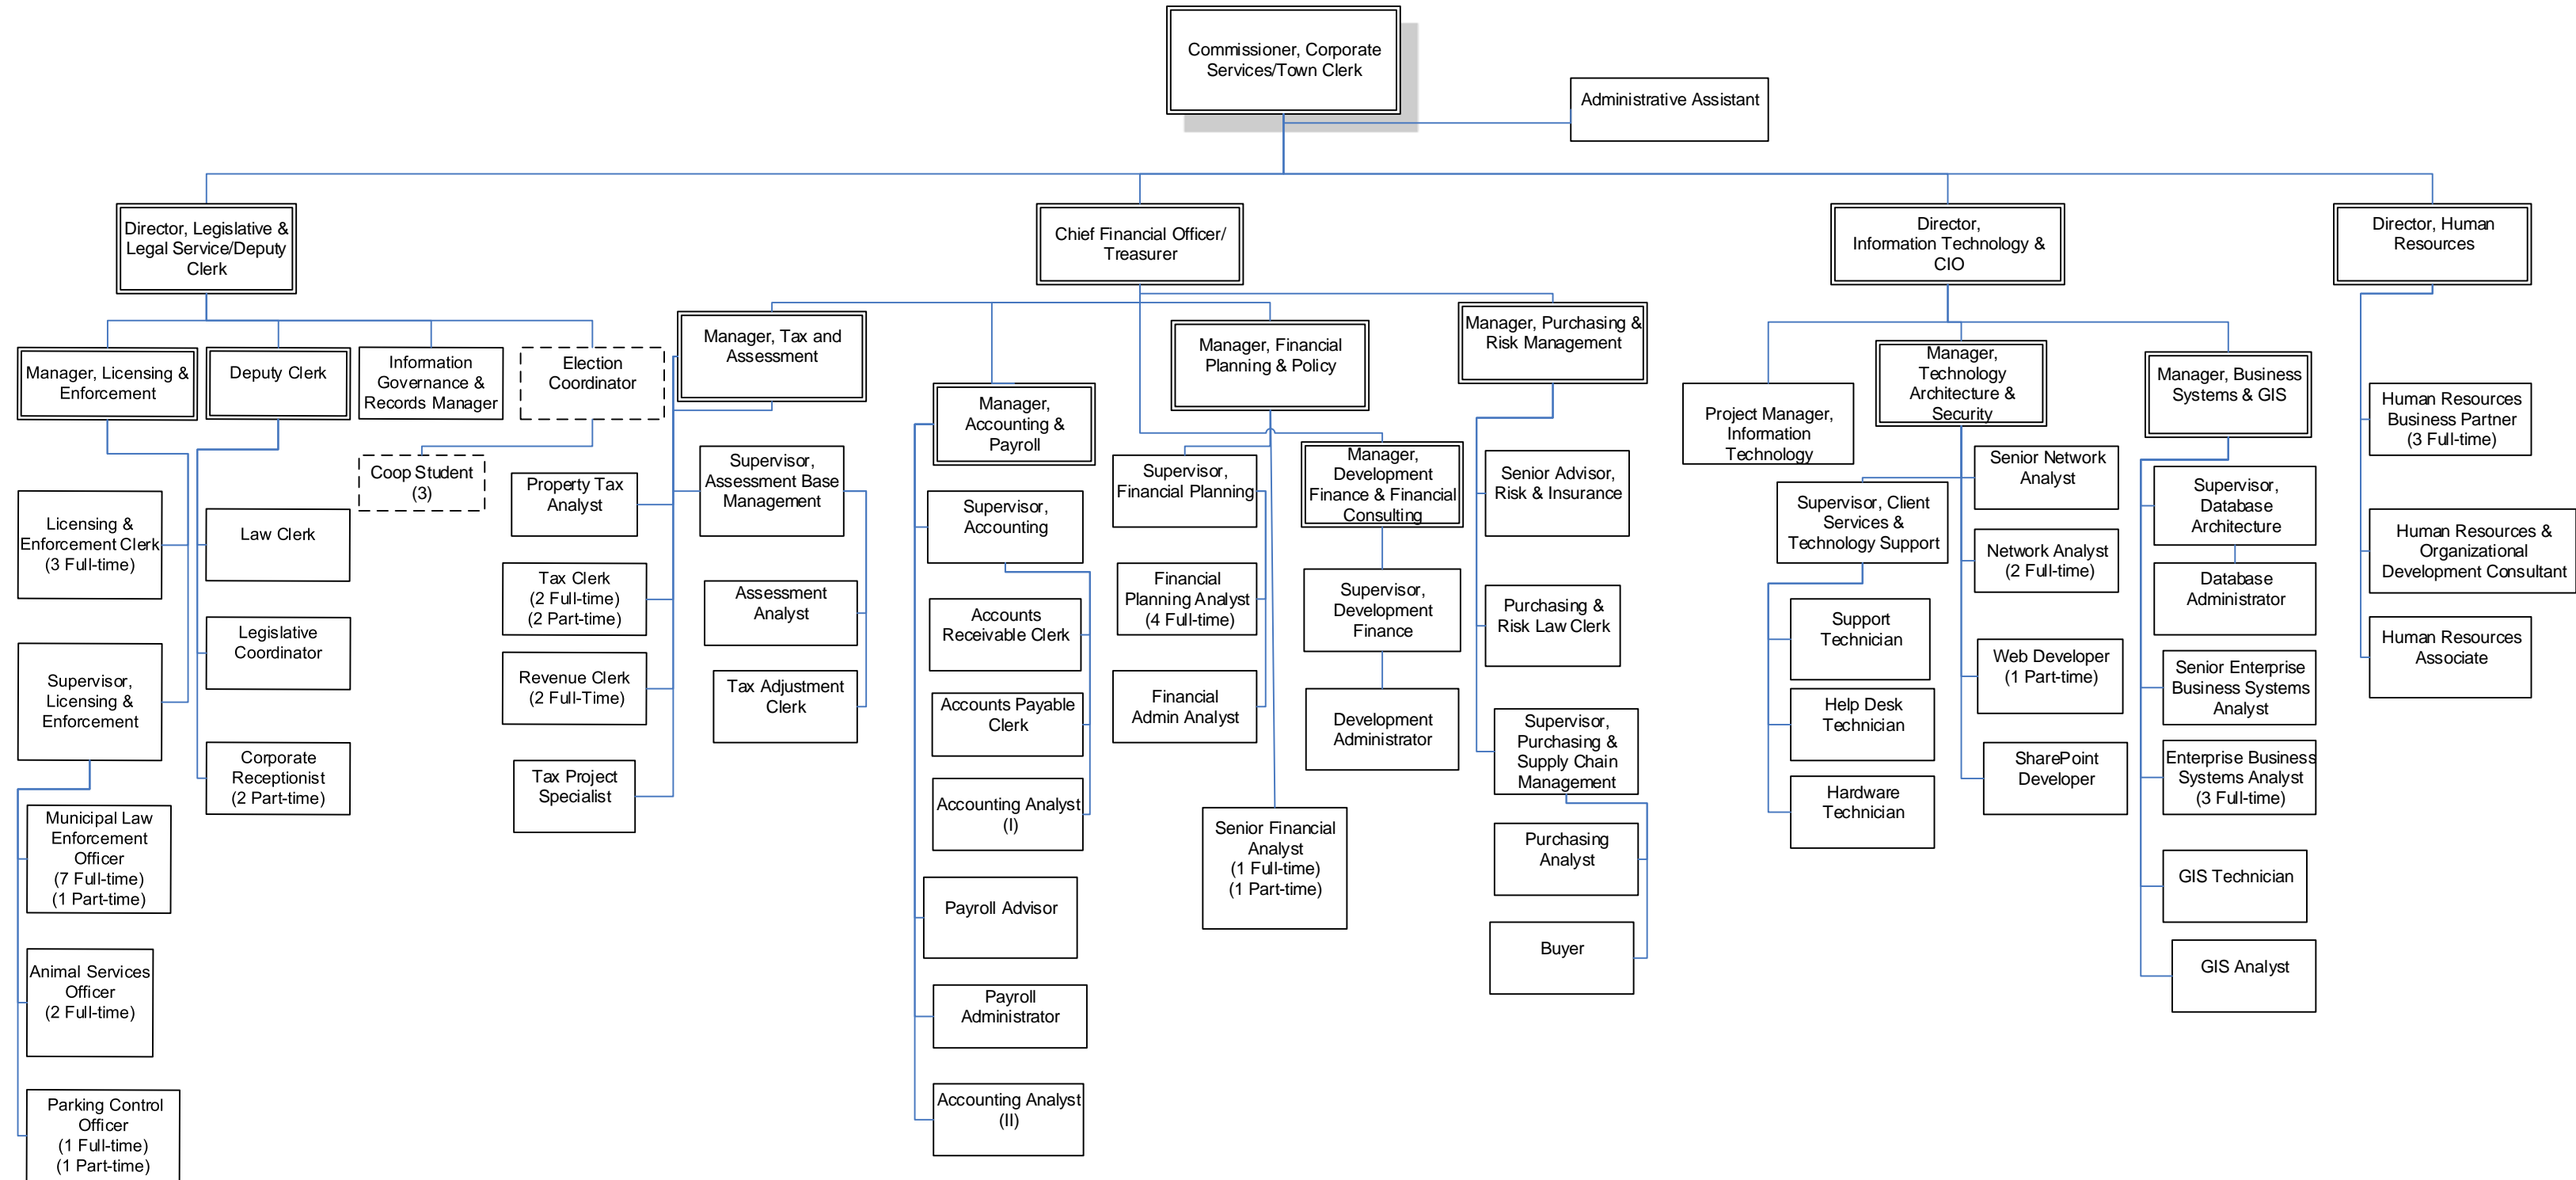 Commissioner, Corporate
Services/Town Clerk
Administrative Assistant
Director, Legislative &
Legal Service/Deputy
Clerk
Chief Financial Officer/
Treasurer
Director,
Information Technology &
CIO
Director, Human
Resources
Manager, Licensing &
Enforcement
Deputy Clerk
Information
Governance &
Records Manager
Election
Coordinator
Coop Student
(3)
Licensing &
Enforcement Clerk
(3 Full-time)
Supervisor,
Licensing &
Enforcement
Municipal Law
Enforcement
Officer
(7 Full-time)
(1 Part-time)
Animal Services
Officer
(2 Full-time)
Parking Control
Officer
(1 Full-time)
(1 Part-time)
Law Clerk
Legislative
Coordinator
Corporate
Receptionist
(2 Part-time)
Manager, Tax and
Assessment
Property Tax
Analyst
Tax Clerk
(2 Full-time)
(2 Part-time)
Revenue Clerk
(2 Full-Time)
Tax Project
Specialist
Supervisor,
Assessment Base
Management
Assessment
Analyst
Tax Adjustment
Clerk
Manager,
Accounting &
Payroll
Supervisor,
Accounting
Accounts
Receivable Clerk
Accounts Payable
Clerk
Accounting Analyst
(I)
Payroll Advisor
Payroll
Administrator
Accounting Analyst
(II)
Manager, Financial
Planning & Policy
Supervisor,
Financial Planning
Financial
Planning Analyst
(4 Full-time)
Financial
Admin Analyst
Senior Financial
Analyst
(1 Full-time)
(1 Part-time)
Manager,
Development
Finance & Financial
Consulting
Supervisor,
Development
Finance
Development
Administrator
Manager, Purchasing &
Risk Management
Senior Advisor,
Risk & Insurance
Purchasing &
Risk Law Clerk
Supervisor,
Purchasing &
Supply Chain
Management
Purchasing
Analyst
Buyer
Project Manager,
Information
Technology
Manager,
Technology
Architecture &
Security
Supervisor, Client
Services &
Technology Support
Support
Technician
Help Desk
Technician
Hardware
Technician
Senior Network
Analyst
Network Analyst
(2 Full-time)
Web Developer
(1 Part-time)
SharePoint
Developer
Manager, Business
Systems & GIS
Supervisor,
Database
Architecture
Database
Administrator
Senior Enterprise
Business Systems
Analyst
Enterprise Business
Systems Analyst
(3 Full-time)
GIS Technician
GIS Analyst
Human Resources
Business Partner
(3 Full-time)
Human Resources &
Organizational
Development Consultant
Human Resources
Associate